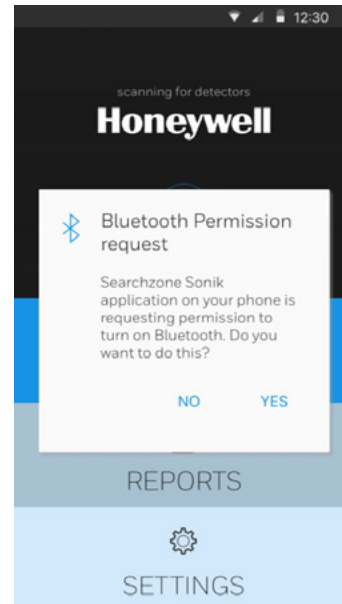 12:30
scanning for detectors
Honeywell
Bluetooth Permission
request
Searchzone Sonik
application on your phone is
requesting permission to
turn on Bluetooth. Do you
want to do this?
NO YES
REPORTS
SETTINGS